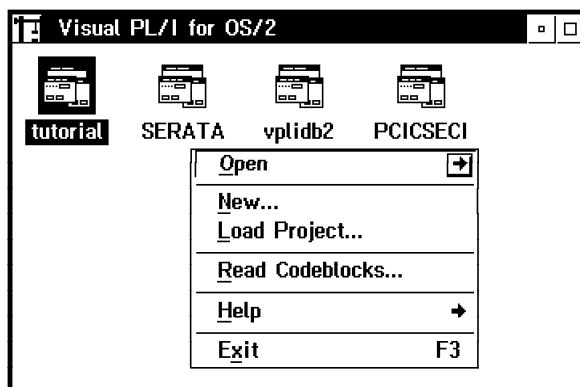 Visual PL/I for OS/2
tutorial SERATA vplidb2 PCICSECI
Open
New...
Load Project...
Read Codeblocks...
Help
Exit F3